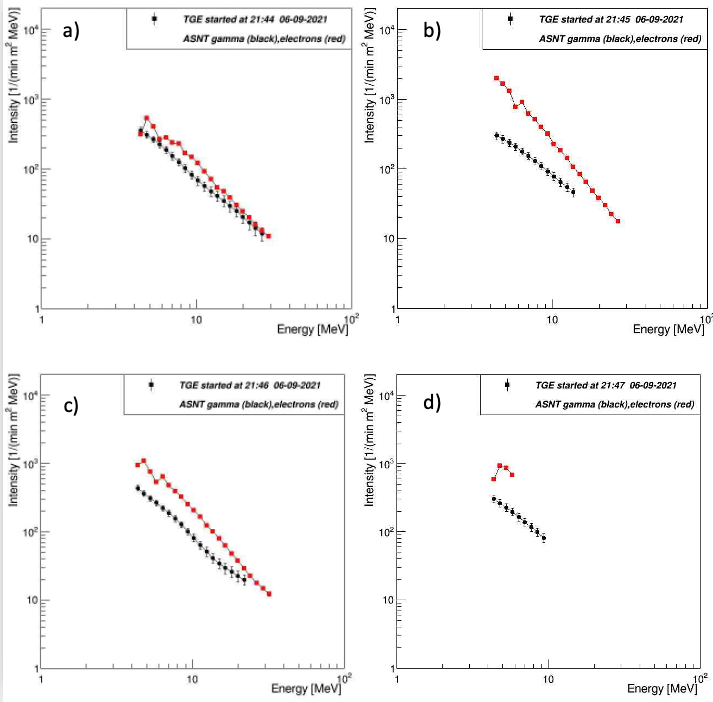 a)
TGE started at 21:44 06-09-2021
ASNT gamma (black),electrons (red)
Intensity [1/(min m² MeV)]
10⁴
10³
10²
10
1
1
10
10²
Energy [MeV]
b)
TGE started at 21:45 06-09-2021
ASNT gamma (black),electrons (red)
Intensity [1/(min m² MeV)]
10⁴
10³
10²
10
1
1
10
10²
Energy [MeV]
c)
TGE started at 21:46 06-09-2021
ASNT gamma (black),electrons (red)
Intensity [1/(min m² MeV)]
10⁴
10³
10²
10
1
1
10
10²
Energy [MeV]
d)
TGE started at 21:47 06-09-2021
ASNT gamma (black),electrons (red)
Intensity [1/(min m² MeV)]
10⁴
10³
10²
10
1
1
10
10²
Energy [MeV]